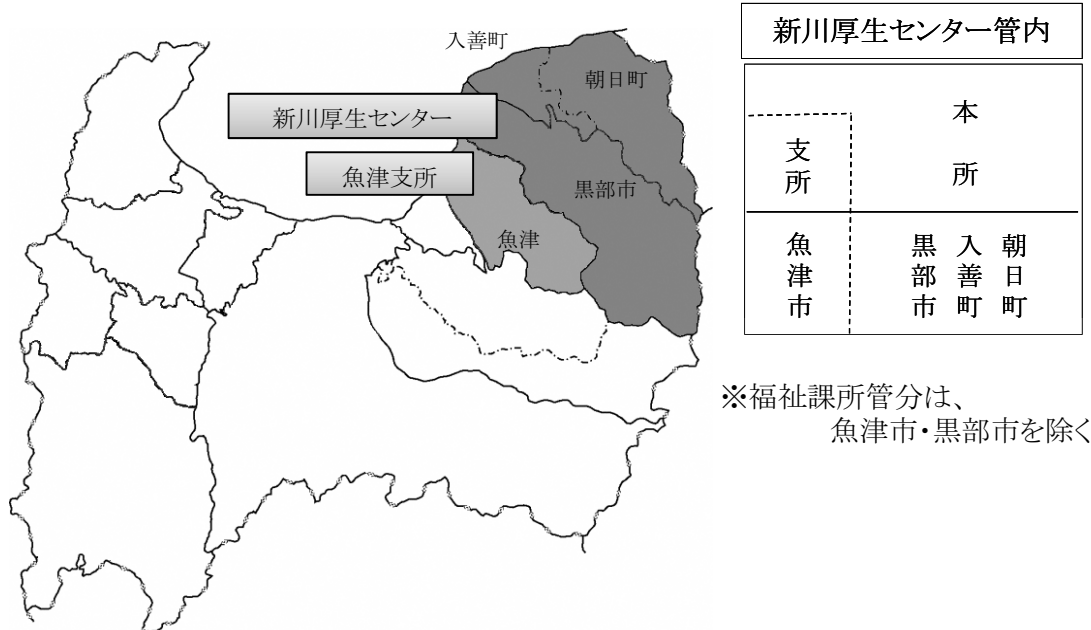 入善町
朝日町
新川厚生センター
魚津支所
黒部市
魚津
新川厚生センター管内
本所
支所
魚津市
黒部市
入善町
朝日町
※福祉課所管分は、
魚津市・黒部市を除く